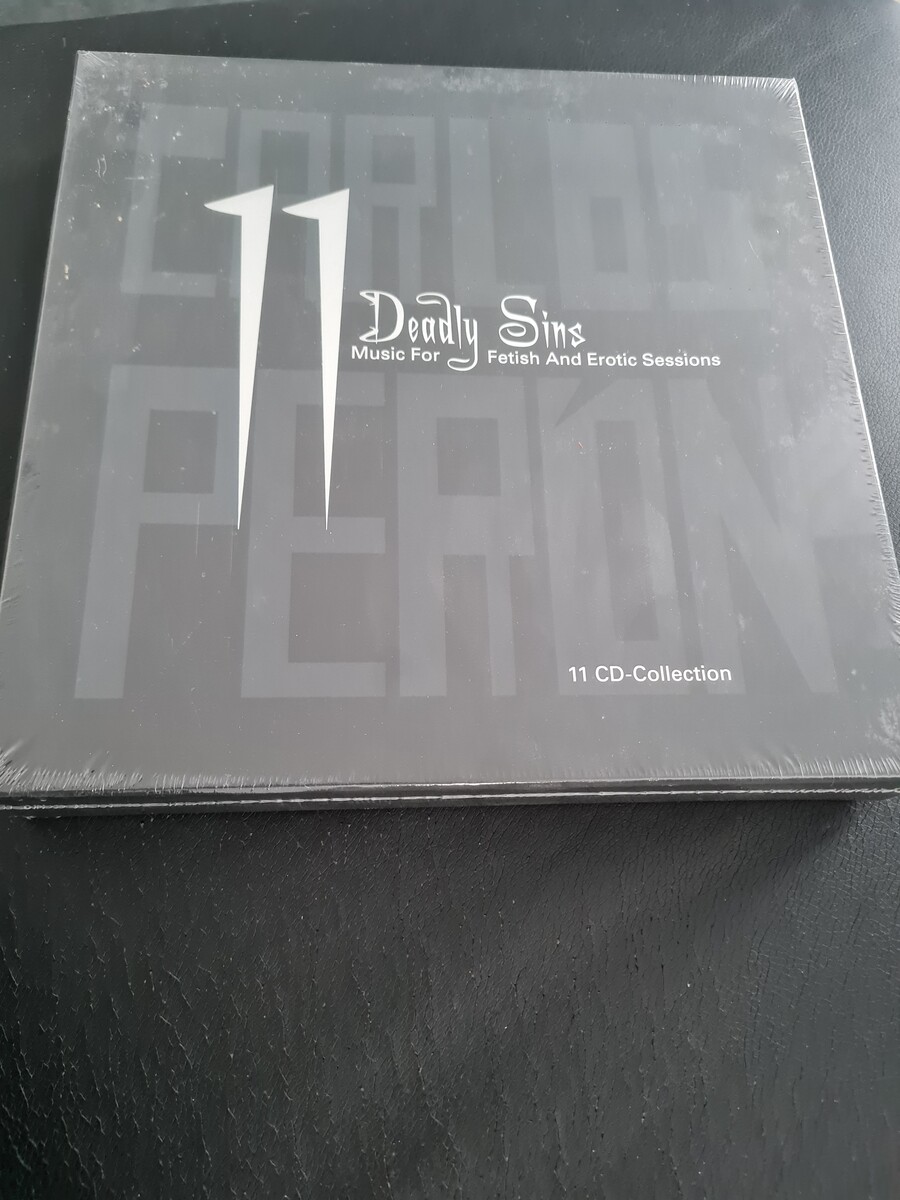 CARLOS
PERÓN
11 Deadly Sins
Music For Fetish And Erotic Sessions
11 CD-Collection